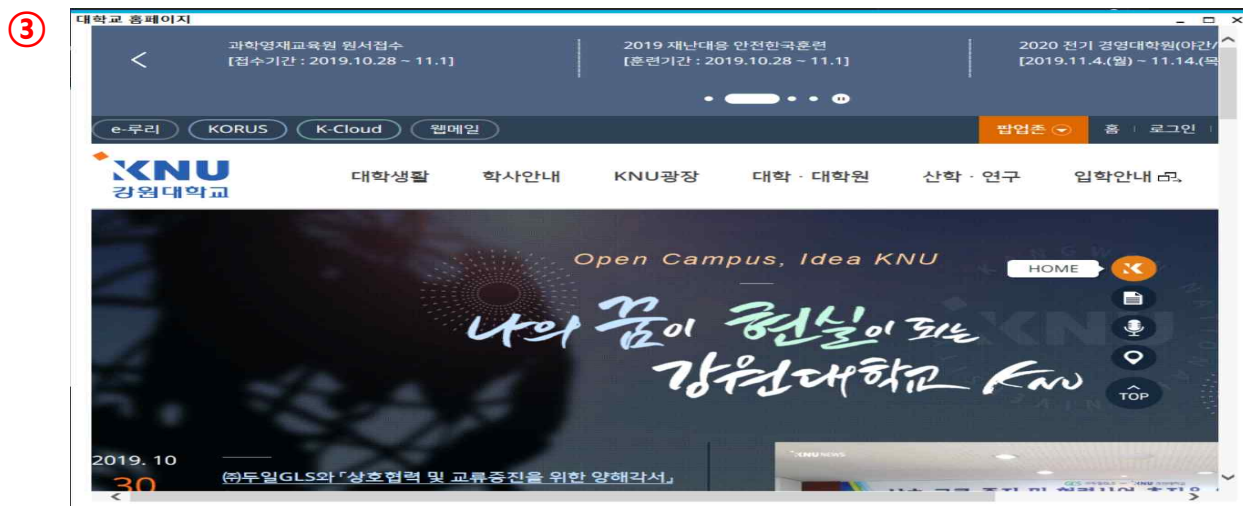 ③
대학교 홈페이지
과학영재교육원 원서접수
[접수기간 : 2019.10.28 ~ 11.1]
2019 재난대응 안전한국훈련
[훈련기간 : 2019.10.28 ~ 11.1]
2020 전기 경영대학원(야간/
[2019.11.4.(월) ~ 11.14.(목
e-루리 KORUS K-Cloud 웹메일 팝업존 홈 로그인
KNU
강원대학교
대학생활 학사안내 KNU광장 대학 · 대학원 산학 · 연구 입학안내
Open Campus, Idea KNU
HOME
나의 꿈이 현실이 되는
강원대학교 KNU
TOP
2019. 10
30
㈜두일GLS와 「상호협력 및 교류증진을 위한 양해각서」
KNU NEWS